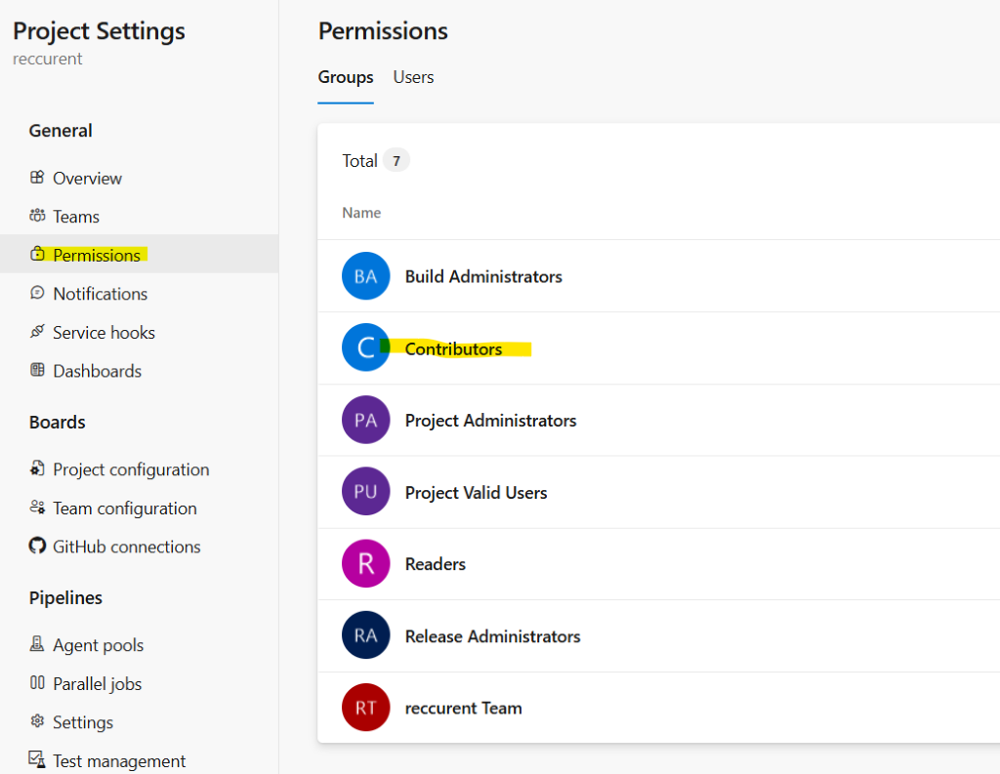 Project Settings
reccurent
General
Overview
Teams
Permissions
Notifications
Service hooks
Dashboards
Boards
Project configuration
Team configuration
GitHub connections
Pipelines
Agent pools
Parallel jobs
Settings
Test management
Permissions
Groups Users
Total 7
Name
BA Build Administrators
C Contributors
PA Project Administrators
PU Project Valid Users
R Readers
RA Release Administrators
RT reccurent Team